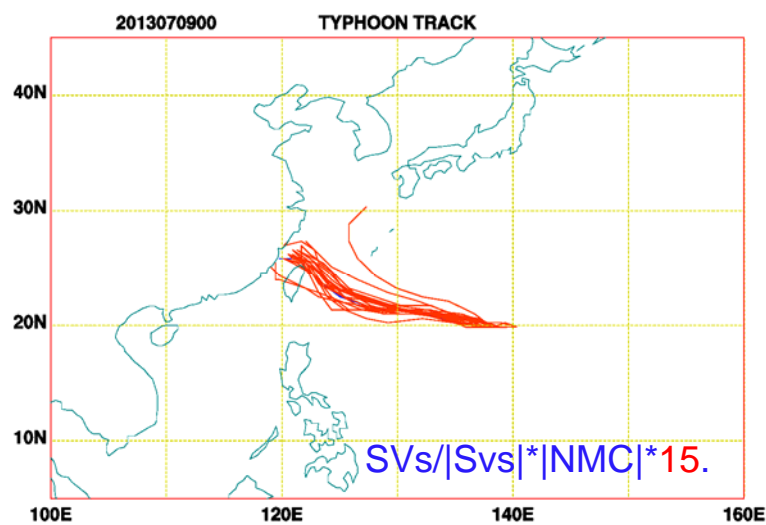 2013070900 TYPHOON TRACK
40N
30N
20N
10N
SVs/|Svs|*|NMC|*15.
100E 120E 140E 160E